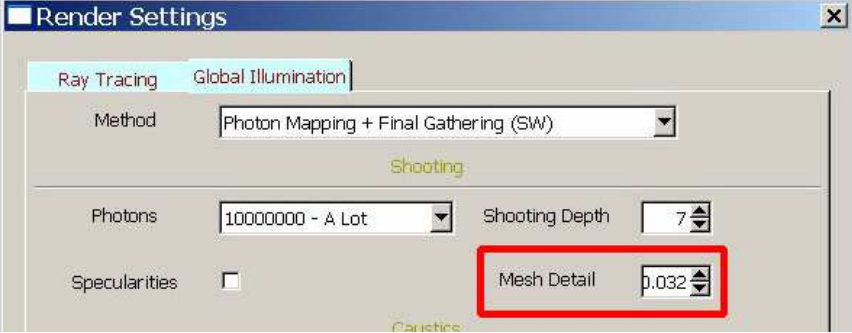 Render Settings
Ray Tracing Global Illumination
Method Photon Mapping + Final Gathering (SW)
Shooting
Photons 10000000 - A Lot Shooting Depth 7
Specularities Mesh Detail 0.032
Caustics